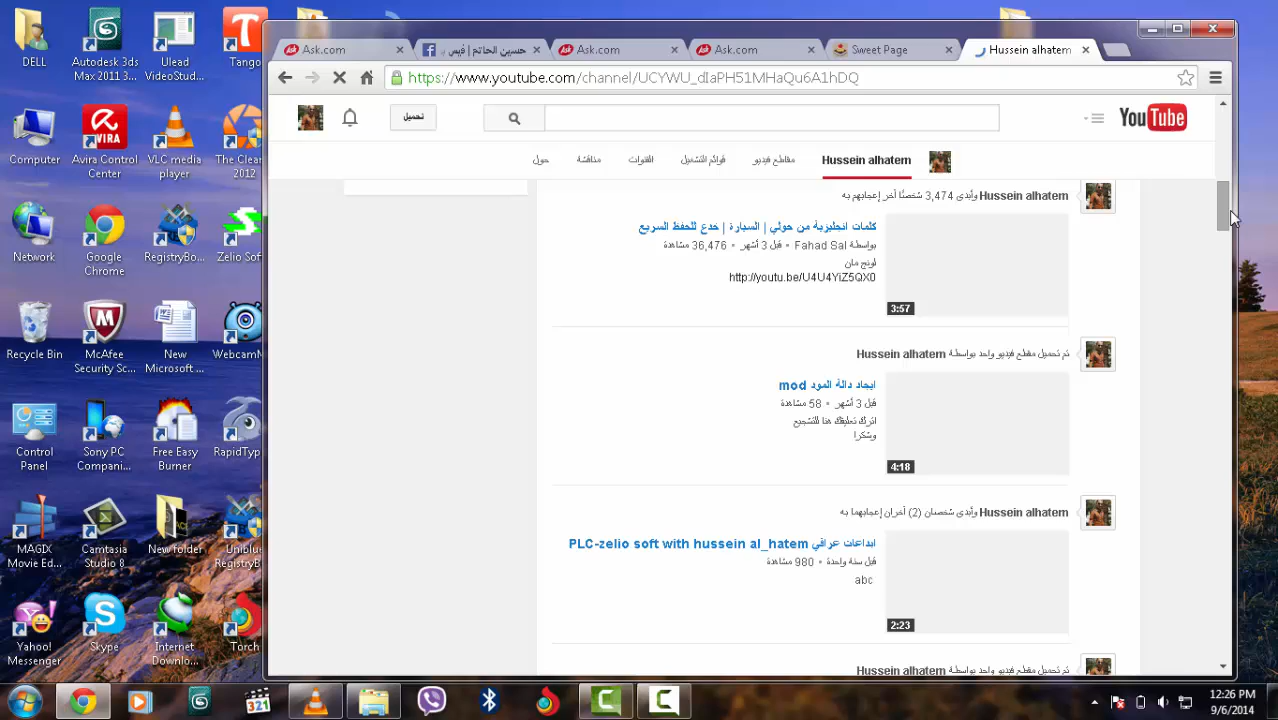 DELL
Autodesk 3ds
Max 2011 3...
Ulead
VideoStud...
Tango
Computer
Avira Control
Center
VLC media
player
The Clean
2012
Network
Google
Chrome
RegistryBo...
Zelio Soft
Recycle Bin
McAfee
Security Sc...
New
Microsoft ...
WebcamM
Control
Panel
Sony PC
Compani...
Free Easy
Burner
RapidTyp
MAGIX
Movie Ed...
Camtasia
Studio 8
New folder
Uniblue
RegistryB
Yahoo!
Messenger
Skype
Internet
Downlo...
Torch
Ask.com
حسين الحاتم | فيس ب
Ask.com
Ask.com
Sweet Page
Hussein alhatem
https://www.youtube.com/channel/UCYWU_dIaPH51MHaQu6A1hDQ
تحميل
YouTube
Hussein alhatem
مقاطع فيديو
قوائم التشغيل
القنوات
مناقشة
حول
Hussein alhatem وأبدى 3,474 شخصًا آخر إعجابهم به
كلمات انجليزية من حولي | السيارة | خدع للحفظ السريع
بواسطة Fahad Sal • قبل 3 أشهر • 36,476 مشاهدة
لونج مان
http://youtu.be/U4U4YiZ5QX0
3:57
تم تحميل مقطع فيديو واحد بواسطة Hussein alhatem
ايجاد دالة المود mod
قبل 3 أشهر • 58 مشاهدة
اترك تعليقك هنا للتشجيع
وشكرا
4:18
Hussein alhatem وأبدى شخصان (2) آخران إعجابهما به
ابداعات عراقي PLC-zelio soft with hussein al_hatem
قبل سنة واحدة • 980 مشاهدة
abc
2:23
تم تحميل مقطع فيديو واحد بواسطة Hussein alhatem
321
12:26 PM
9/6/2014